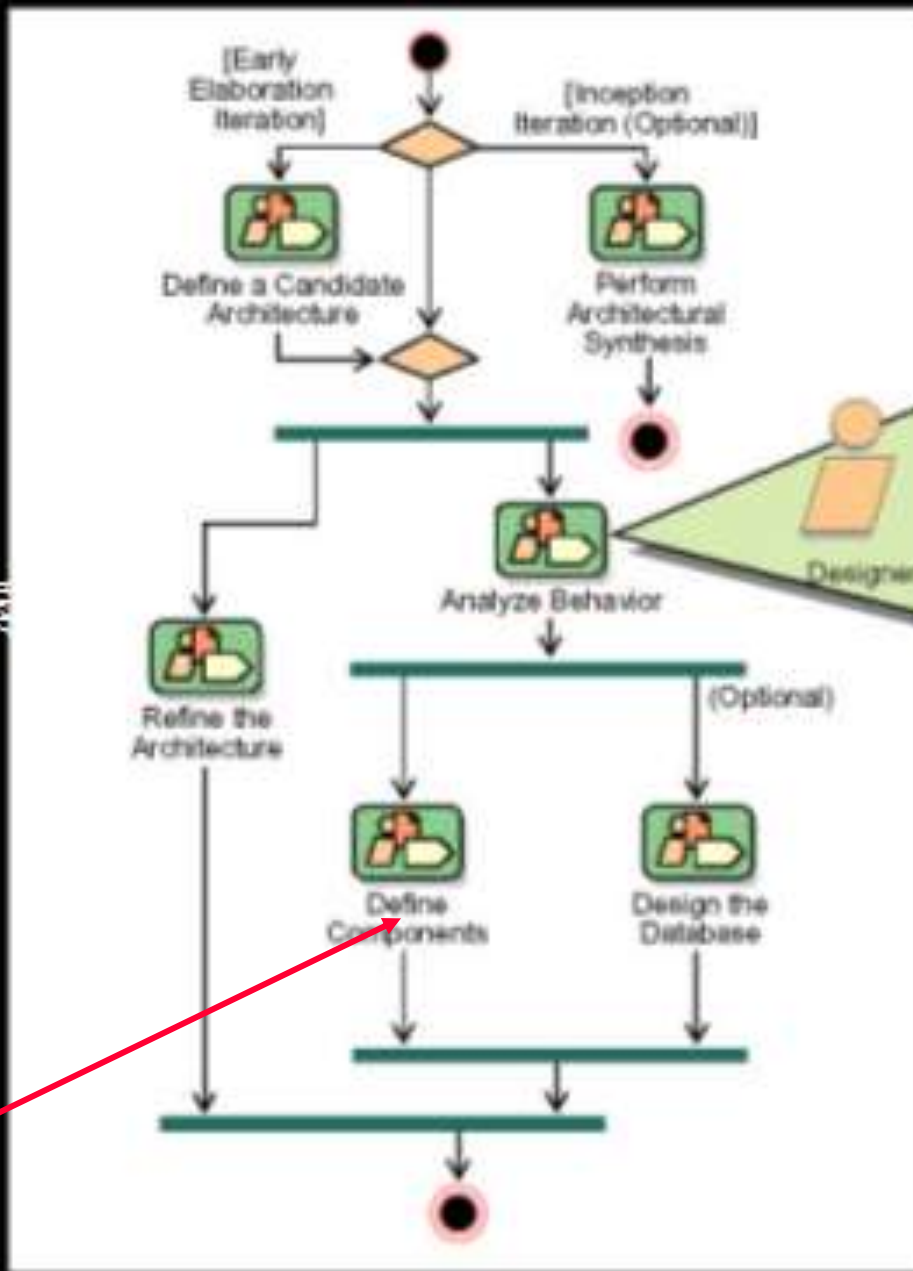 [Early
Elaboration
Iteration]
[Inception
Iteration (Optional)]
Define a Candidate
Architecture
Perform
Architectural
Synthesis
Analyze Behavior
Designe
Refine the
Architecture
(Optional)
Define
Components
Design the
Database